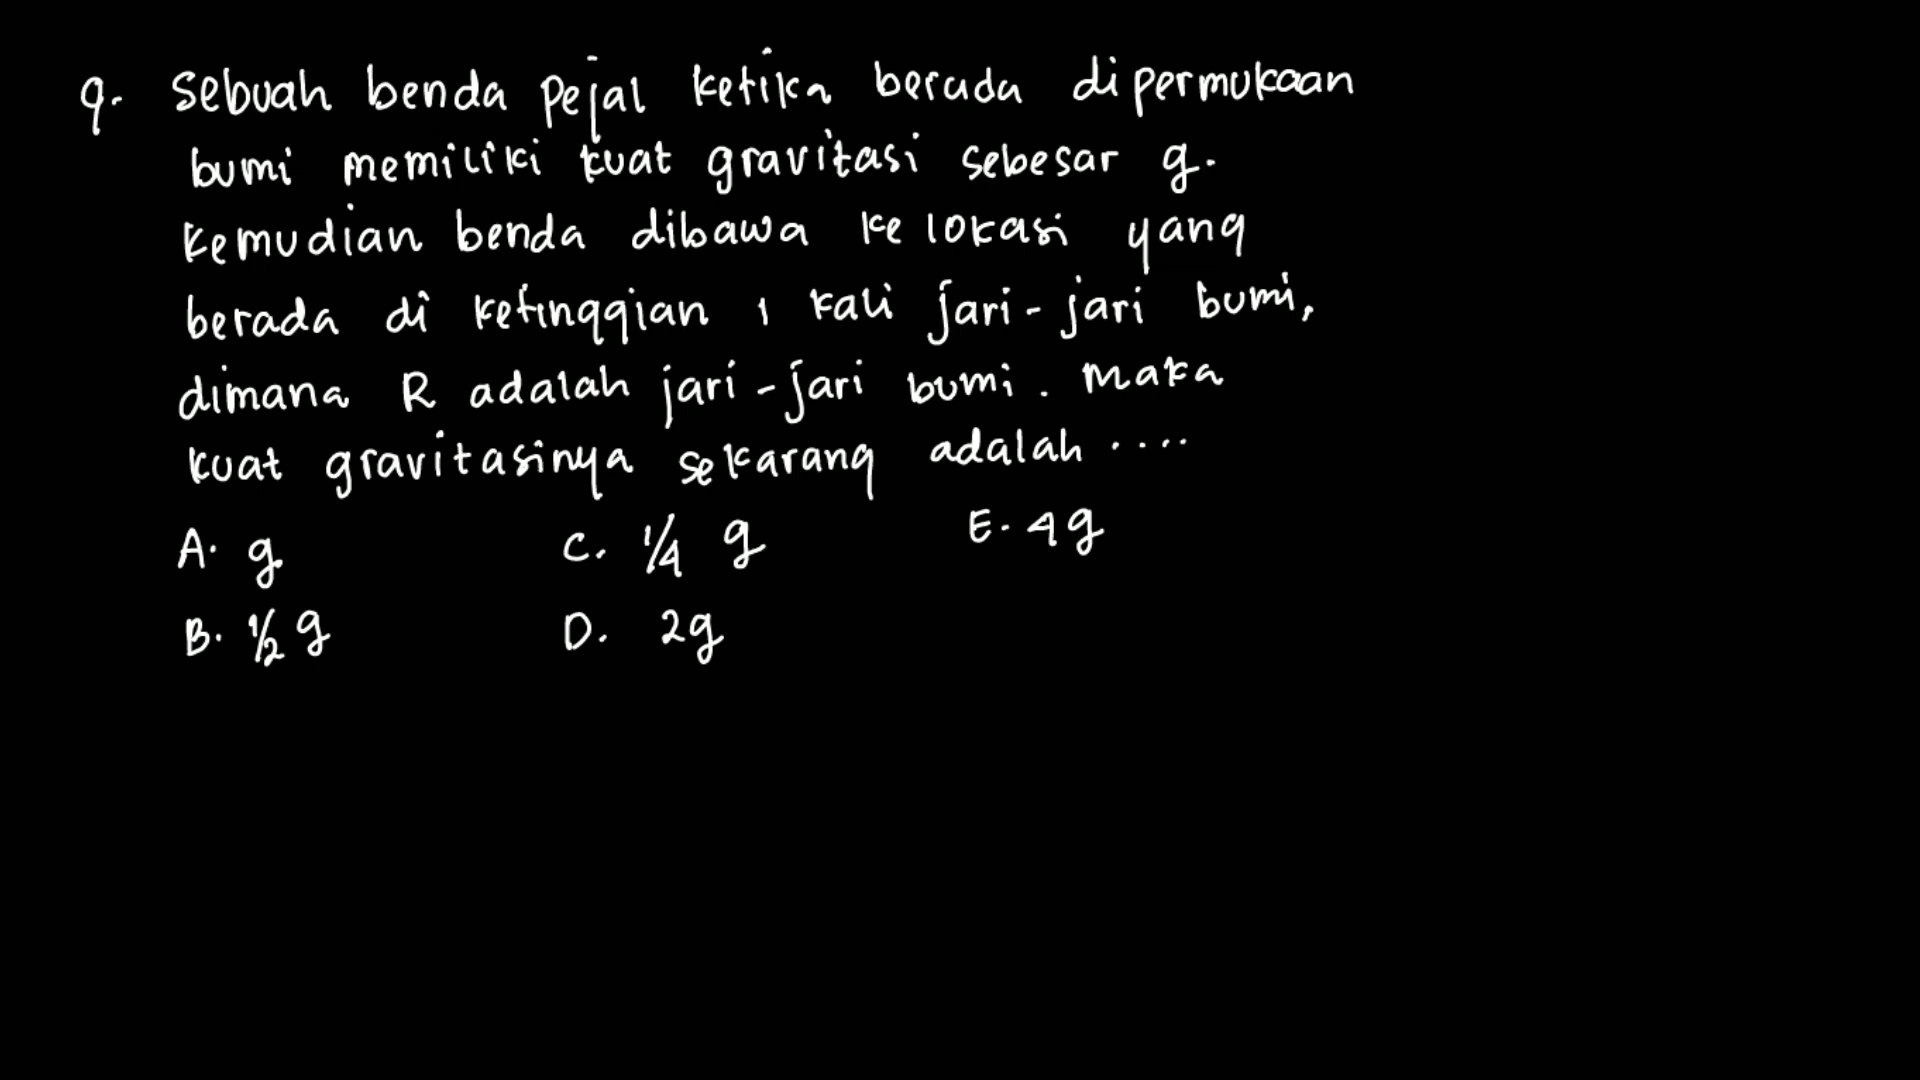 9. Sebuah benda pejal ketika berada dipermukaan
bumi memiliki kuat gravitasi sebesar g.
Kemudian benda dibawa ke lokasi yang
berada di ketinggian 1 kali jari-jari bumi,
dimana R adalah jari-jari bumi. Maka
kuat gravitasinya sekarang adalah ....
A. g C. 1/4 g E. 4g
B. 1/2 g D. 2g